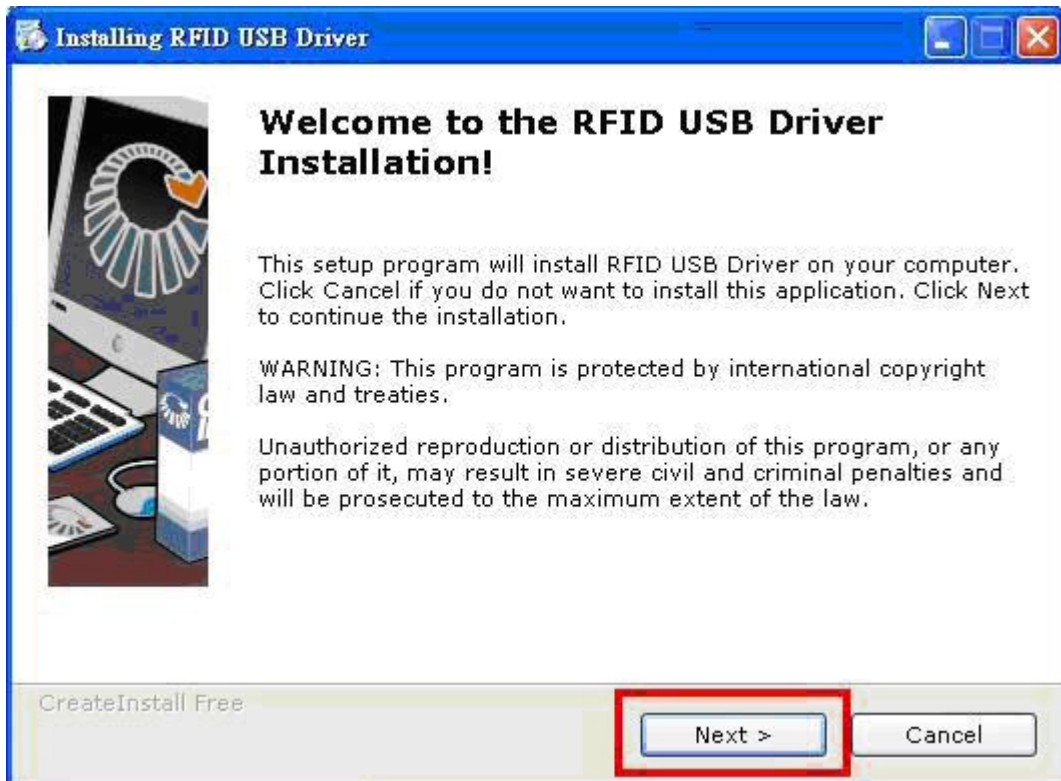 Installing RFID USB Driver
Welcome to the RFID USB Driver
Installation!
This setup program will install RFID USB Driver on your computer.
Click Cancel if you do not want to install this application. Click Next
to continue the installation.
WARNING: This program is protected by international copyright
law and treaties.
Unauthorized reproduction or distribution of this program, or any
portion of it, may result in severe civil and criminal penalties and
will be prosecuted to the maximum extent of the law.
CreateInstall Free
Next >
Cancel